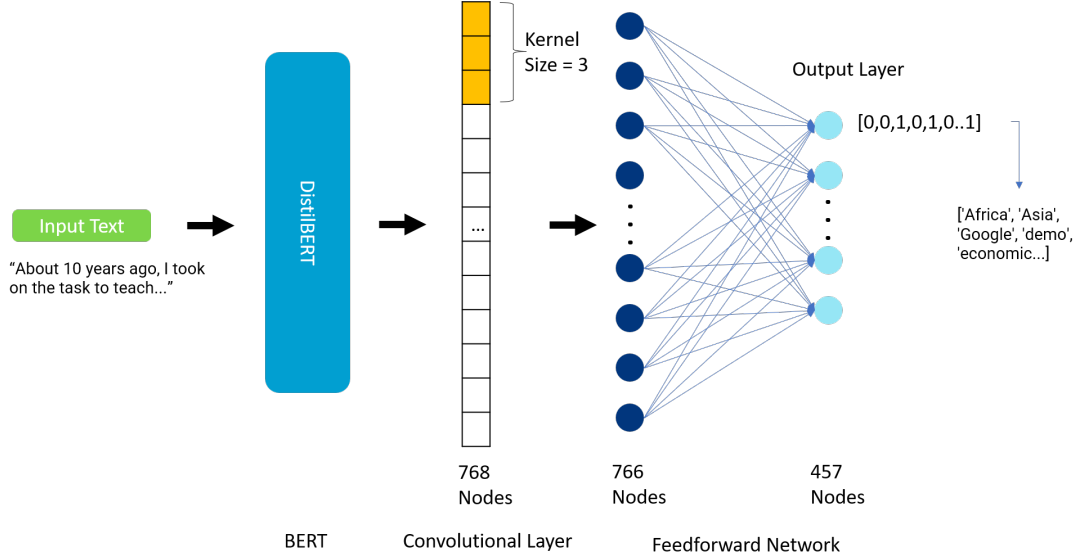 Kernel
Size = 3
Output Layer
[0,0,1,0,1,0..1]
DistilBERT
Input Text
...
['Africa', 'Asia',
'Google', 'demo',
'economic...]
“About 10 years ago, I took
on the task to teach...”
768
Nodes
766
Nodes
457
Nodes
BERT
Convolutional Layer
Feedforward Network